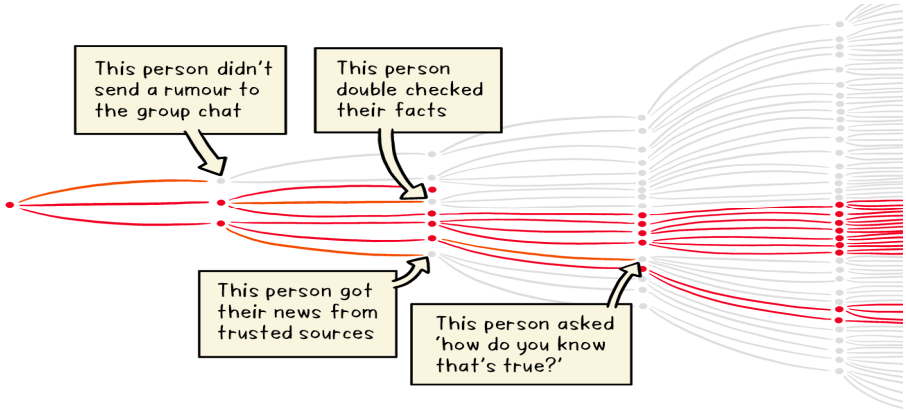 This person didn't
send a rumour to
the group chat
This person
double checked
their facts
This person got
their news from
trusted sources
This person asked
'how do you know
that's true?'